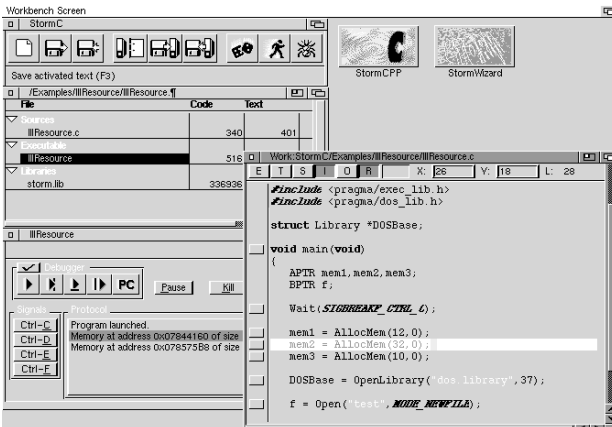 Workbench Screen
StormC
Save activated text (F3)
StormCPP
StormWizard
/Examples/IllResource/IllResource.¶
File Code Text
Sources
IllResource.c 340 401
Executable
IllResource 516
Libraries
storm.lib 336936
IllResource
Debugger
PC
Pause
Kill
Signals
Ctrl-C
Ctrl-D
Ctrl-E
Ctrl-F
Protocol
Program launched.
Memory at address 0x07844160 of size
Memory at address 0x078575B8 of size
Work:StormC/Examples/IllResource/IllResource.c
E T S I O R X: 26 Y: 18 L: 28
#include <pragma/exec_lib.h>
#include <pragma/dos_lib.h>
struct Library *DOSBase;
void main(void)
{
APTR mem1,mem2,mem3;
BPTR f;
Wait(SIGBREAKF_CTRL_C);
mem1 = AllocMem(12,0);
mem2 = AllocMem(32,0);
mem3 = AllocMem(10,0);
DOSBase = OpenLibrary("dos.library",37);
f = Open("test",MODE_NEWFILE);